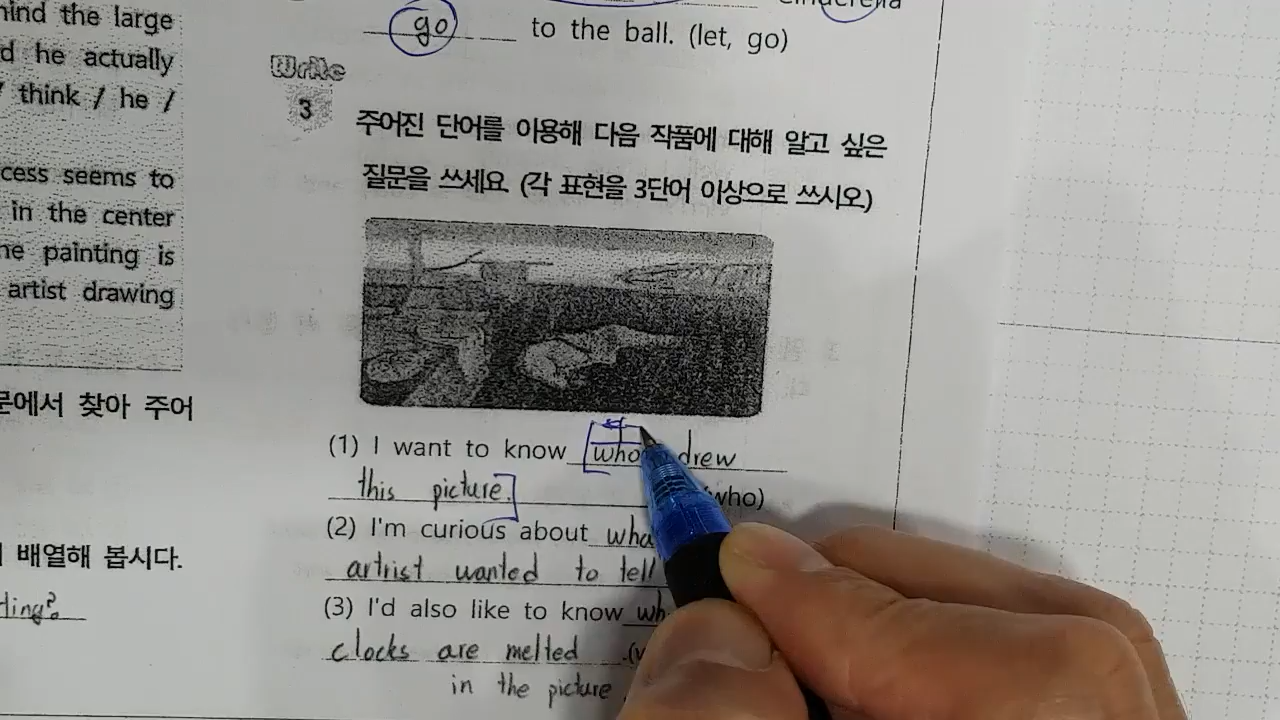 hind the large
d he actually
/ think / he /
cess seems to
in the center
he painting is
artist drawing
문에서 찾아 주어
배열해 봅시다.
go to the ball. (let, go)
Write
3
주어진 단어를 이용해 다음 작품에 대해 알고 싶은
질문을 쓰세요. (각 표현을 3단어 이상으로 쓰시오)
(1) I want to know who drew
this picture. (who)
(2) I'm curious about wha
artrist wanted to tell
(3) I'd also like to know wh
clocks are melted .(w
in the picture